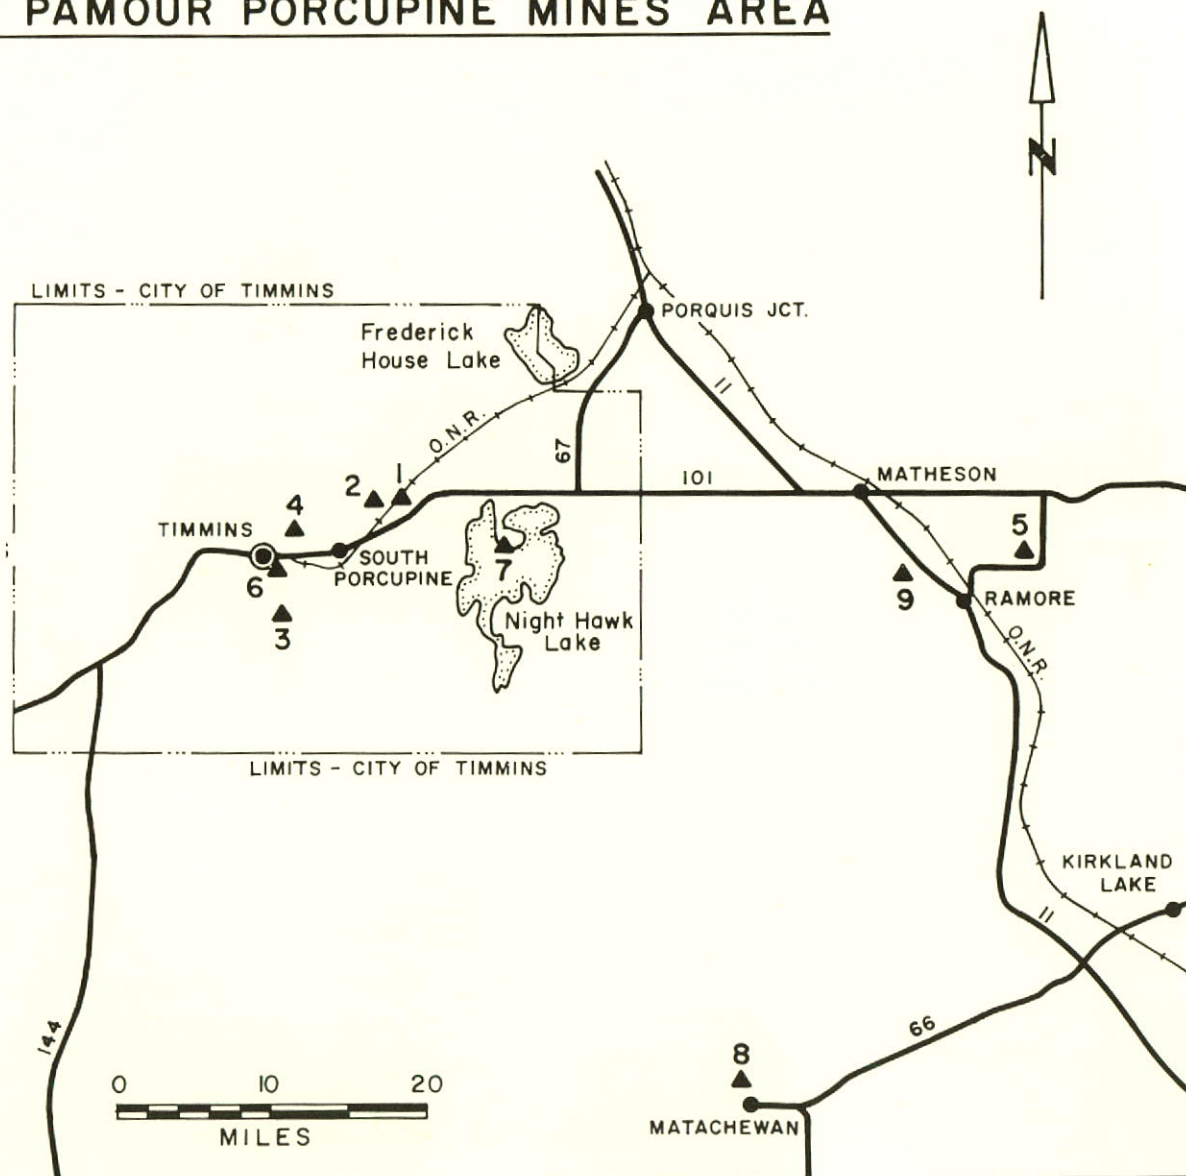 PAMOUR PORCUPINE MINES AREA
N
LIMITS - CITY OF TIMMINS
PORQUIS JCT.
Frederick
House Lake
11
O.N.R.
67
101
MATHESON
1
2
4
TIMMINS
5
SOUTH
PORCUPINE
7
6
9
RAMORE
3
Night Hawk
Lake
O.N.R.
LIMITS - CITY OF TIMMINS
KIRKLAND
LAKE
11
66
144
8
0 10 20
MILES
MATACHEWAN